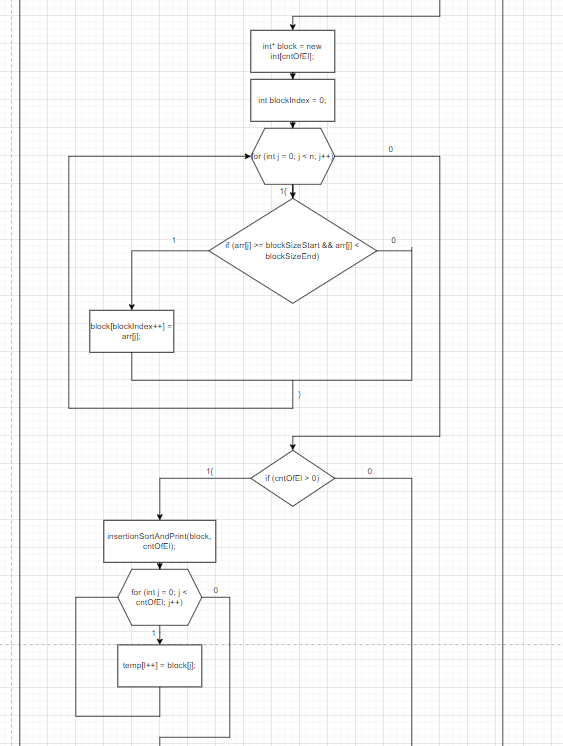 int* block = new
int[cntOfEl];
int blockIndex = 0;
for (int j = 0; j < n; j++)
0
1{
if (arr[j] >= blockSizeStart && arr[j] <
blockSizeEnd)
1
0
block[blockIndex++] =
arr[j];
}
if (cntOfEl > 0)
1{
0
insertionSortAndPrint(block,
cntOfEl);
for (int j = 0; j <
cntOfEl; j++)
0
1
temp[l++] = block[j];